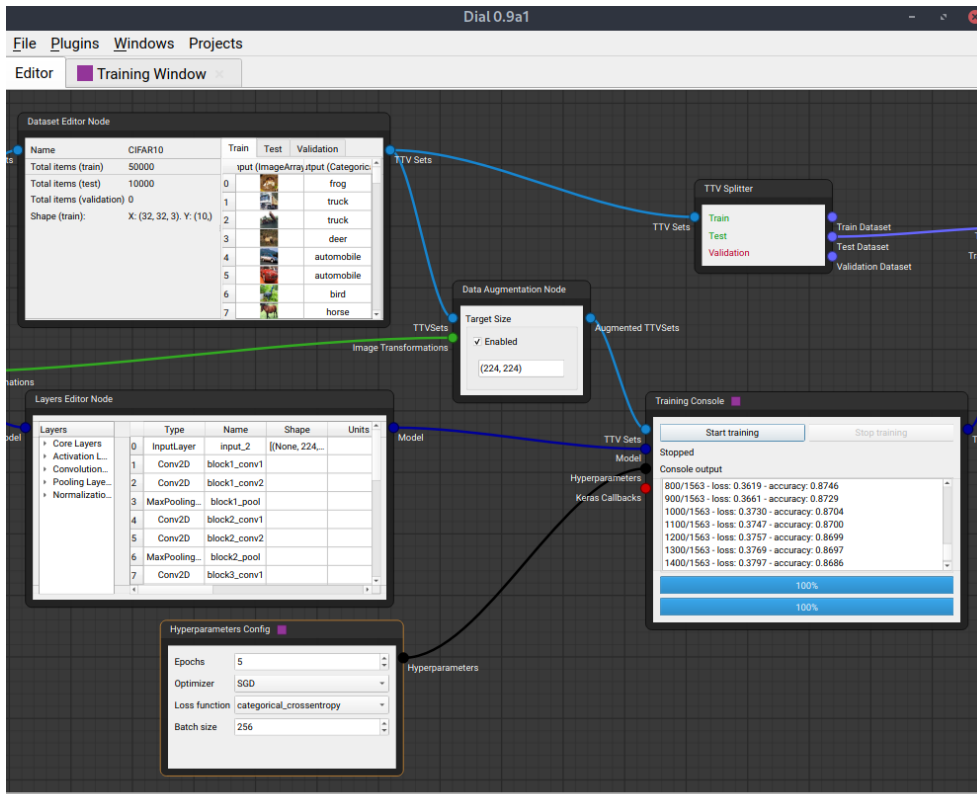 Dial 0.9a1
File Plugins Windows Projects
Editor Training Window
Dataset Editor Node
Name CIFAR10
Total items (train) 50000
Total items (test) 10000
Total items (validation) 0
Shape (train): X: (32, 32, 3). Y: (10,)
Train Test Validation
ıput (ImageArray ıtput (Categorica
0 frog
1 truck
2 truck
3 deer
4 automobile
5 automobile
6 bird
7 horse
ts
TTV Sets
TTV Splitter
TTV Sets
Train
Test
Validation
Train Dataset
Test Dataset
Validation Dataset
Tr
Data Augmentation Node
TTVSets
Image Transformations
Target Size
Enabled
(224, 224)
Augmented TTVSets
nations
Layers Editor Node
odel
Layers
Core Layers
Activation L...
Convolution...
Pooling Laye...
Normalizatio...
Type Name Shape Units
0 InputLayer input_2 [(None, 224,...
1 Conv2D block1_conv1
2 Conv2D block1_conv2
3 MaxPooling... block1_pool
4 Conv2D block2_conv1
5 Conv2D block2_conv2
6 MaxPooling... block2_pool
7 Conv2D block3_conv1
Model
Training Console
TTV Sets
Model
Hyperparameters
Keras Callbacks
Start training Stop training
Stopped
Console output
800/1563 - loss: 0.3619 - accuracy: 0.8746
900/1563 - loss: 0.3661 - accuracy: 0.8729
1000/1563 - loss: 0.3730 - accuracy: 0.8704
1100/1563 - loss: 0.3747 - accuracy: 0.8700
1200/1563 - loss: 0.3757 - accuracy: 0.8699
1300/1563 - loss: 0.3769 - accuracy: 0.8697
1400/1563 - loss: 0.3797 - accuracy: 0.8686
100%
100%
T
Hyperparameters Config
Epochs 5
Optimizer SGD
Loss function categorical_crossentropy
Batch size 256
Hyperparameters